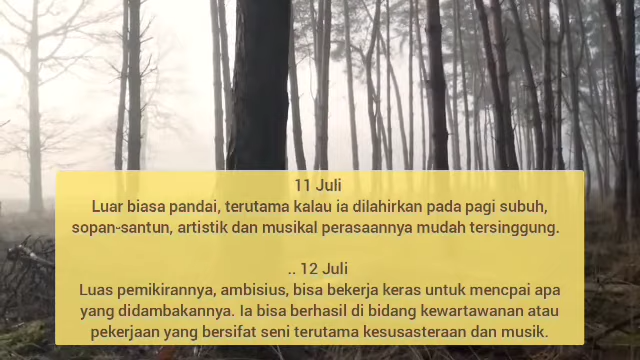 11 Juli
Luar biasa pandai, terutama kalau ia dilahirkan pada pagi subuh,
sopan-santun, artistik dan musikal perasaannya mudah tersinggung.
.. 12 Juli
Luas pemikirannya, ambisius, bisa bekerja keras untuk mencpai apa
yang didambakannya. Ia bisa berhasil di bidang kewartawanan atau
pekerjaan yang bersifat seni terutama kesusasteraan dan musik.